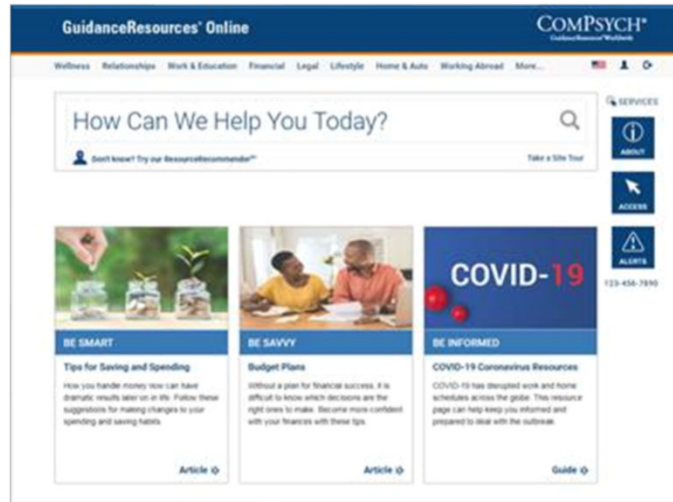 GuidanceResources® Online
COMPSYCH®
GuidanceResources® Worldwide
Wellness Relationships Work & Education Financial Legal Lifestyle Home & Auto Working Abroad More...
SERVICES
How Can We Help You Today?
Don't know? Try our ResourceRecommender℠
Take a Site Tour
ABOUT
ACCESS
ALERTS
123-456-7890
COVID-19
BE SMART
Tips for Saving and Spending
How you handle money now can have
dramatic results later on in life. Follow these
suggestions for making changes to your
spending and saving habits.
Article
BE SAVVY
Budget Plans
Without a plan for financial success, it is
difficult to know which decisions are the
right ones to make. Become more confident
with your finances with these tips.
Article
BE INFORMED
COVID-19 Coronavirus Resources
COVID-19 has disrupted work and home
schedules across the globe. This resource
page can help keep you informed and
prepared to deal with the outbreak.
Guide